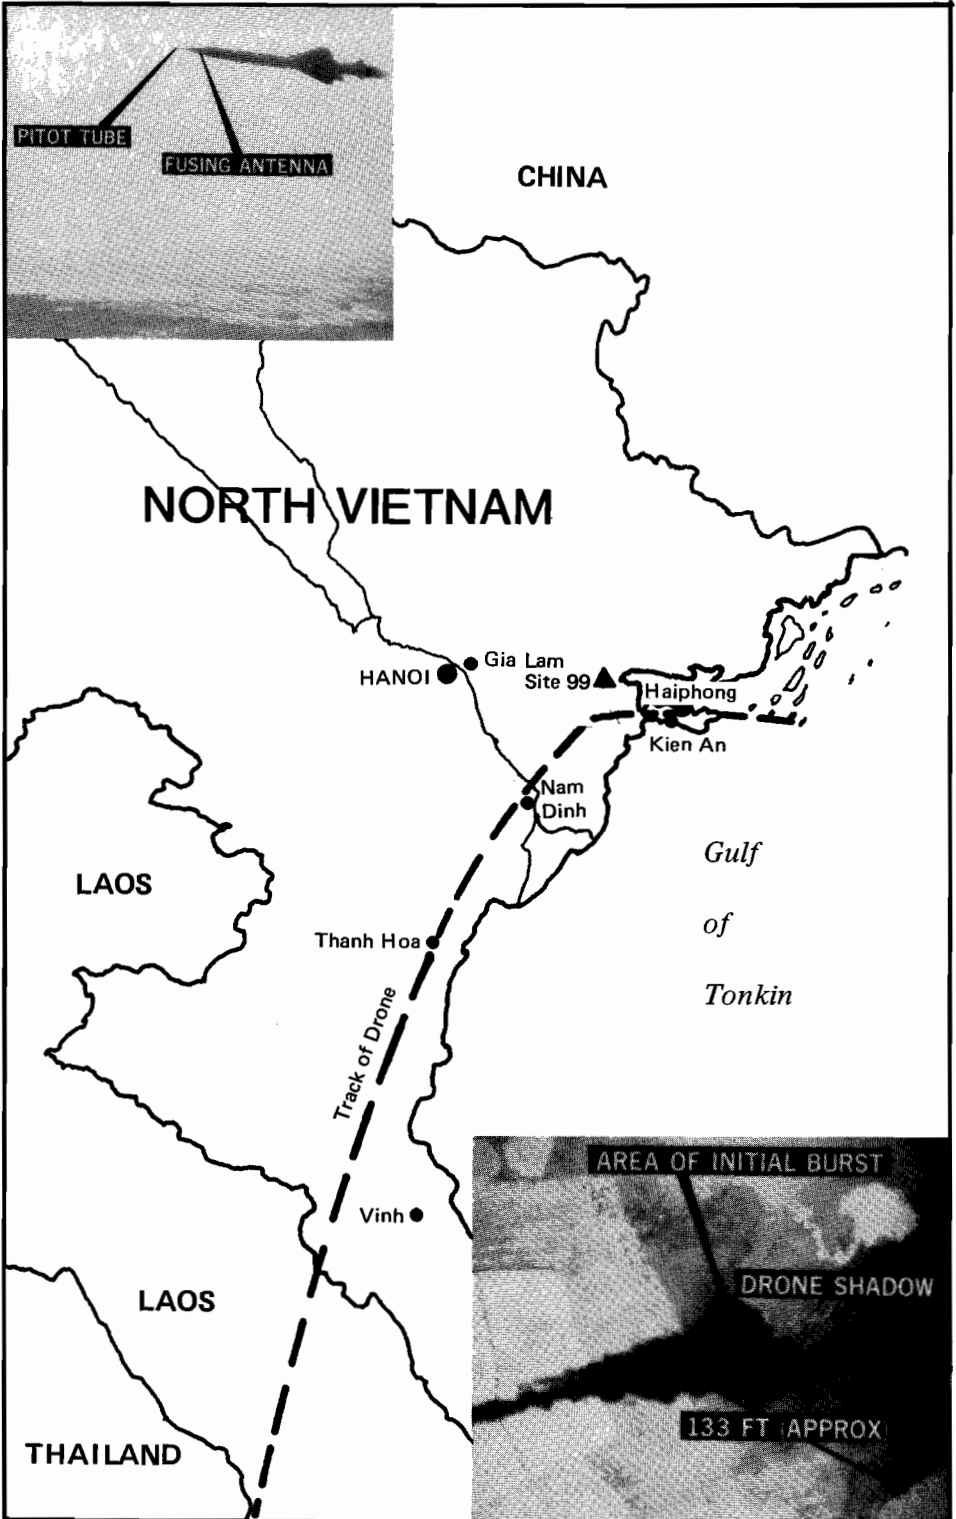 PITOT TUBE
FUSING ANTENNA
CHINA
NORTH VIETNAM
Gia Lam
HANOI
Site 99
Haiphong
Kien An
Nam
Dinh
Gulf
of
Tonkin
LAOS
Thanh Hoa
Track of Drone
Vinh
AREA OF INITIAL BURST
DRONE SHADOW
LAOS
133 FT (APPROX)
THAILAND